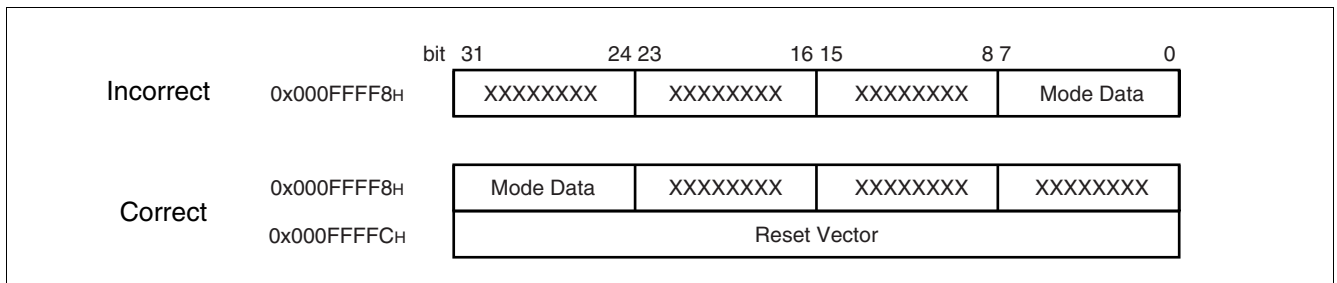 bit 31 24 23 16 15 8 7 0
Incorrect 0x000FFFF8H XXXXXXXX XXXXXXXX XXXXXXXX Mode Data
0x000FFFF8H Mode Data XXXXXXXX XXXXXXXX XXXXXXXX
Correct
0x000FFFFCH Reset Vector